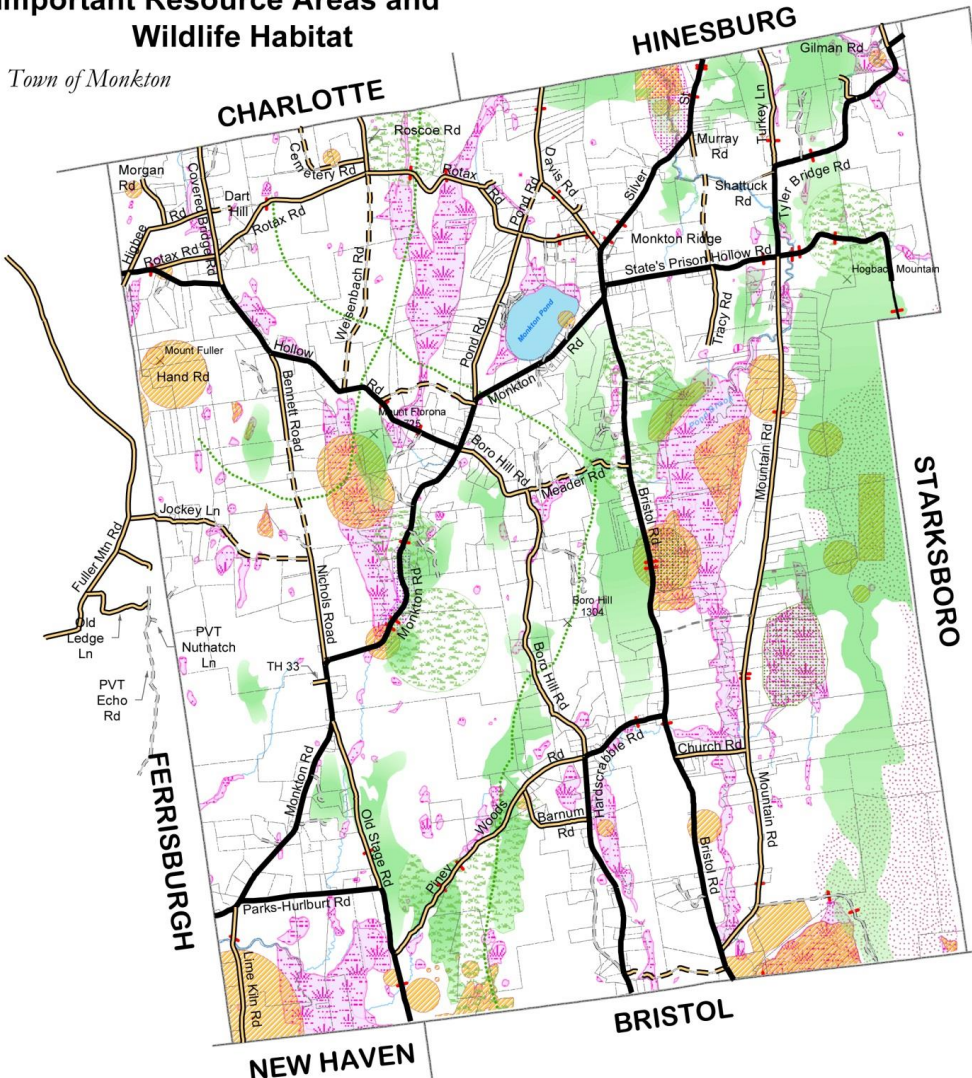 Important Resource Areas and
Wildlife Habitat
Town of Monkton
CHARLOTTE
HINESBURG
Gilman Rd
Roscoe Rd
Cemetery Rd
Morgan
Rd
Covered Bridge Rd
Dart
Hill
Rd
Rotax Rd
Rotax
Rd
Pond Rd
Davis Rd
Silver
St
Murray
Rd
Turkey Ln
Shattuck
Rd
Tyler Bridge Rd
Higbee
Rotax Rd
Monkton Ridge
State's Prison Hollow Rd
Hogback Mountain
Weisenbach Rd
Monkton Pond
Tracy Rd
Pond Rd
Hollow
Rd
Monkton
Rd
Mount Fuller
Hand Rd
Bennett Road
Mount Florona
Boro Hill Rd
Meader Rd
Mountain Rd
Bristol Rd
STARKSBORO
Jockey Ln
Fuller Mtn Rd
Nichols Road
Monkton Rd
Boro Hill
1304
Old
Ledge
Ln
PVT
Nuthatch
Ln
TH 33
PVT
Echo
Rd
Boro Hill Rd
FERRISBURGH
Monkton Rd
Hardscrabble Rd
Church Rd
Mountain Rd
Old Stage Rd
Piney
Woods
Rd
Barnum
Rd
Bristol Rd
Parks-Hurlburt Rd
Lime Kiln Rd
BRISTOL
NEW HAVEN